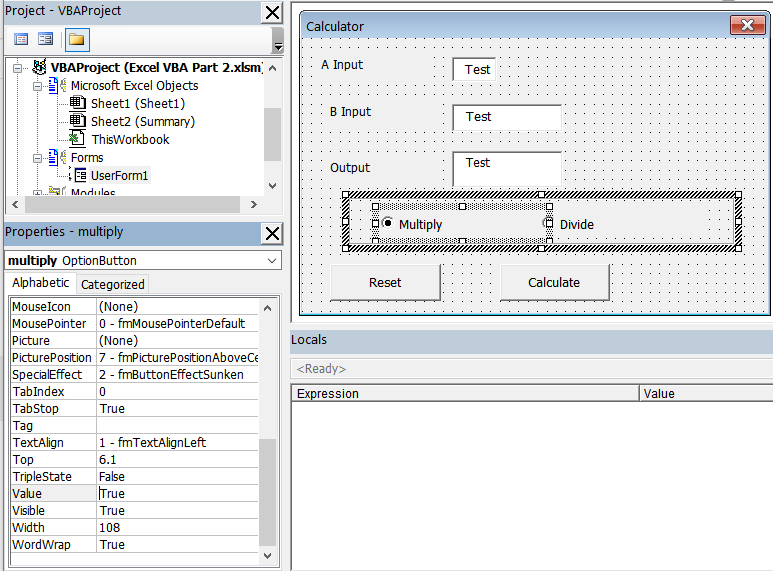 Project - VBAProject
VBAProject (Excel VBA Part 2.xlsm)
Microsoft Excel Objects
Sheet1 (Sheet1)
Sheet2 (Summary)
ThisWorkbook
Forms
UserForm1
Modules
Properties - multiply
multiply OptionButton
Alphabetic Categorized
MouseIcon (None)
MousePointer 0 - fmMousePointerDefault
Picture (None)
PicturePosition 7 - fmPicturePositionAboveCe
SpecialEffect 2 - fmButtonEffectSunken
TabIndex 0
TabStop True
Tag
TextAlign 1 - fmTextAlignLeft
Top 6.1
TripleState False
Value True
Visible True
Width 108
WordWrap True
Calculator
A Input Test
B Input Test
Output Test
Multiply Divide
Reset Calculate
Locals
<Ready>
Expression Value